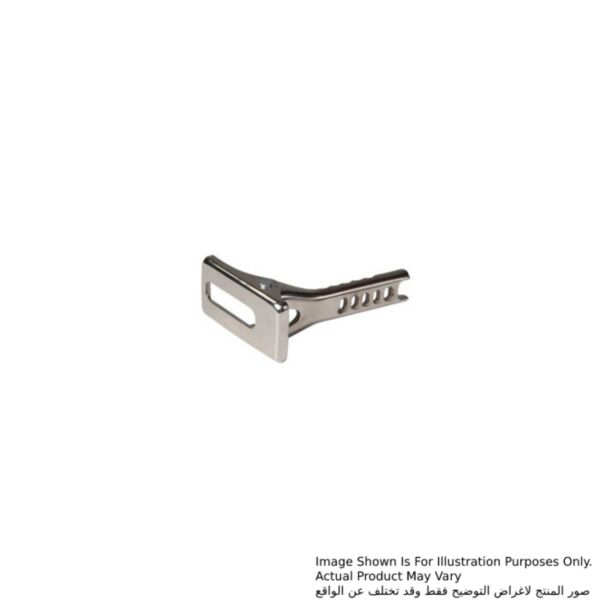 Image Shown Is For Illustration Purposes Only.
Actual Product May Vary
صور المنتج لاغراض التوضيح فقط وقد تختلف عن الواقع